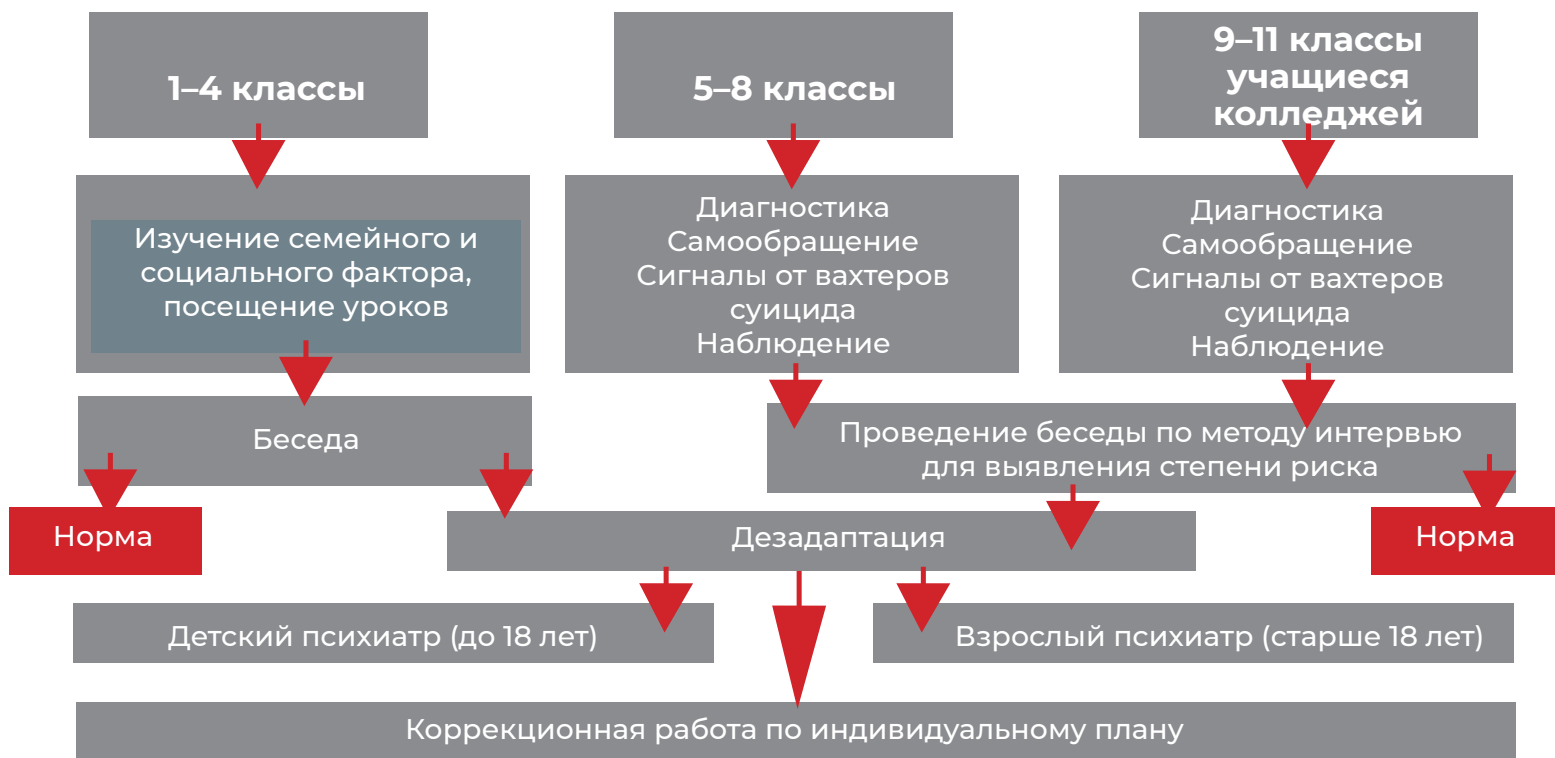 1–4 классы
5–8 классы
9–11 классы
учащиеся
колледжей
Изучение семейного и
социального фактора,
посещение уроков
Диагностика
Самообращение
Сигналы от вахтеров
суицида
Наблюдение
Диагностика
Самообращение
Сигналы от вахтеров
суицида
Наблюдение
Беседа
Проведение беседы по методу интервью
для выявления степени риска
Норма
Дезадаптация
Норма
Детский психиатр (до 18 лет)
Взрослый психиатр (старше 18 лет)
Коррекционная работа по индивидуальному плану